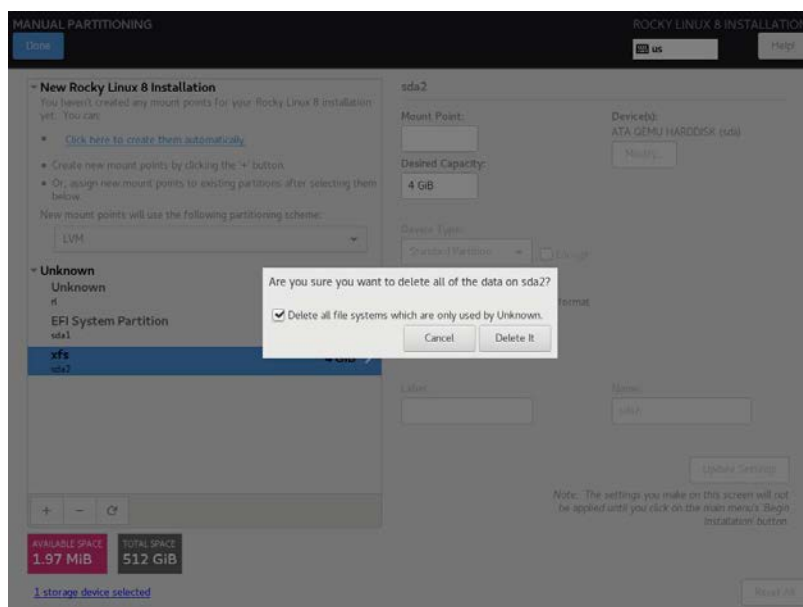 MANUAL PARTITIONING
ROCKY LINUX 8 INSTALLATION
Done
us
Help!
New Rocky Linux 8 Installation
You haven't created any mount points for your Rocky Linux 8 installation
yet. You can:
Click here to create them automatically.
Create new mount points by clicking the '+' button.
Or, assign new mount points to existing partitions after selecting them
below.
New mount points will use the following partitioning scheme:
LVM
Unknown
Unknown
rl
EFI System Partition
sda1
xfs
4 GiB
sda2
+ -
AVAILABLE SPACE
1.97 MiB
TOTAL SPACE
512 GiB
1 storage device selected
sda2
Mount Point:
Device(s):
ATA QEMU HARDDISK (sda)
Modify...
Desired Capacity:
4 GiB
Device Type:
Standard Partition
Encrypt
Are you sure you want to delete all of the data on sda2?
Delete all file systems which are only used by Unknown.
Cancel
Delete It
format
Label:
Name:
Update Settings
Note: The settings you make on this screen will not
be applied until you click on the main menu's 'Begin
Installation' button.
Reset All